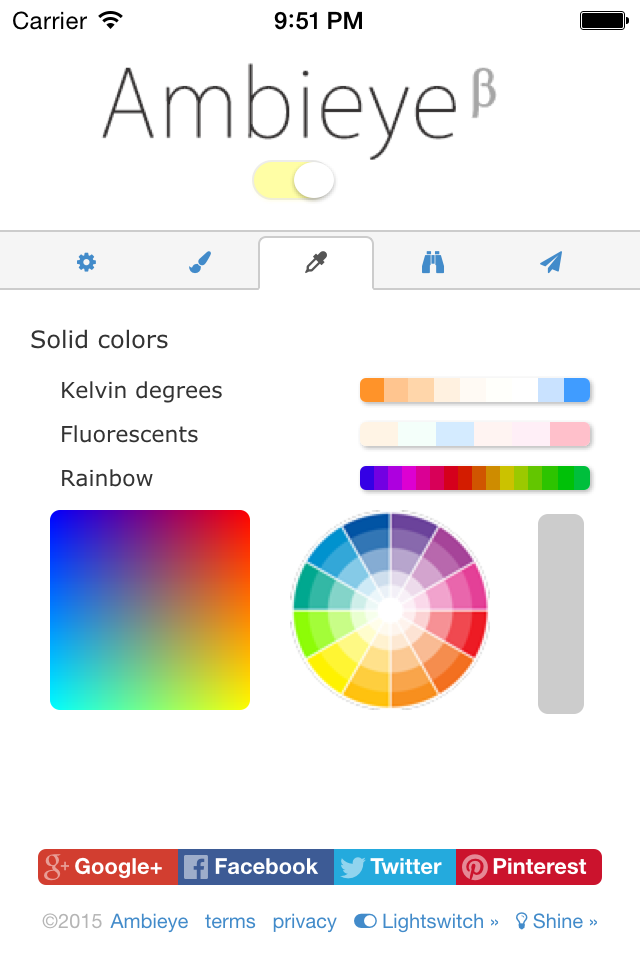 Carrier 9:51 PM
Ambieye β
Solid colors
Kelvin degrees
Fluorescents
Rainbow
g+ Google+ Facebook Twitter Pinterest
©2015 Ambieye terms privacy Lightswitch » Shine »